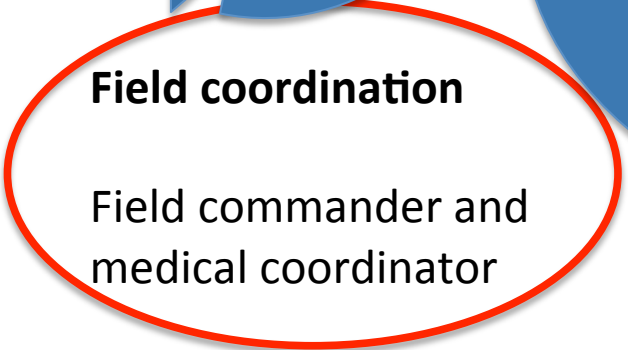 Field coordination
Field commander and
medical coordinator